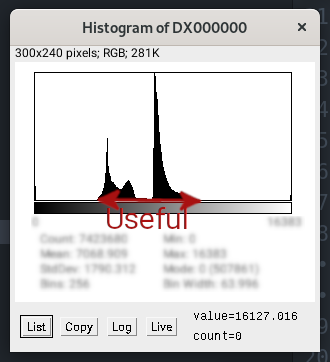 Histogram of DX000000
300x240 pixels; RGB; 281K
Useful
0 16383
Count: 7423680 Min: 0
Mean: 7068.909 Max: 16383
StdDev: 1790.312 Mode: 0 (507861)
Bins: 256 Bin Width: 63.996
value=16127.016
List Copy Log Live
count=0